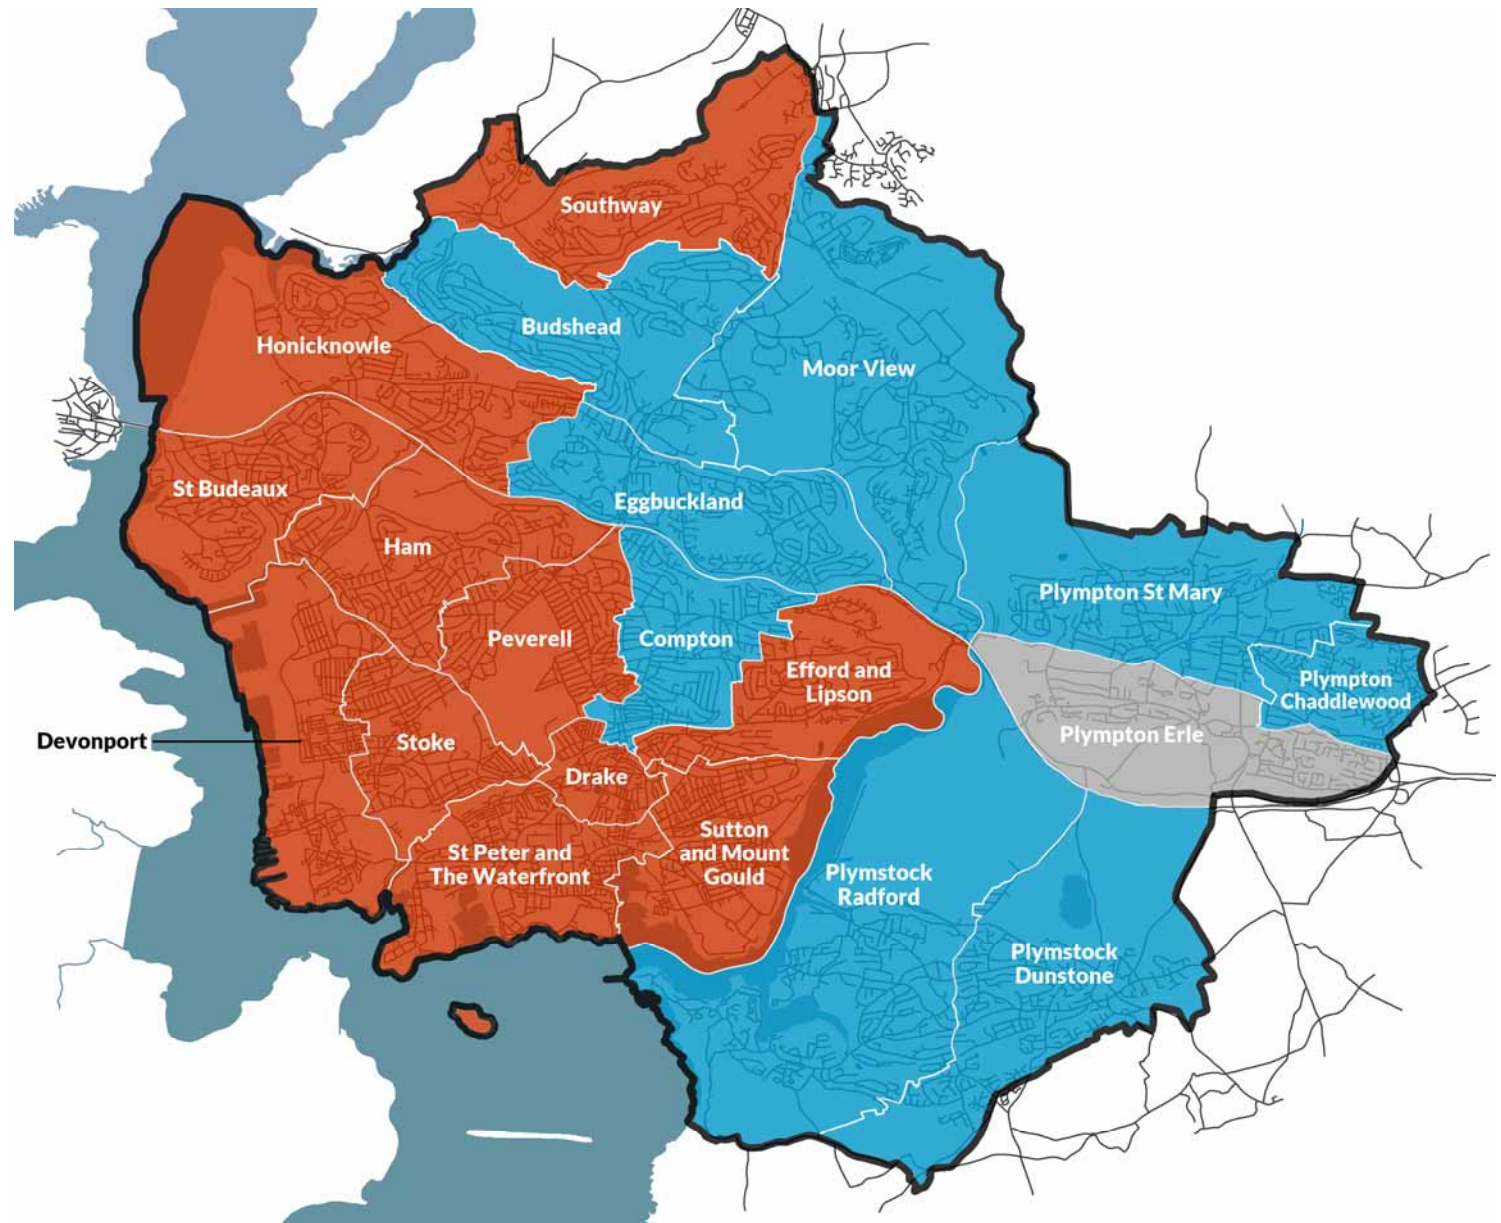 Southway
Budshead
Honicknowle
Moor View
St Budeaux
Eggbuckland
Ham
Plympton St Mary
Peverell
Compton
Efford and
Lipson
Plympton
Chaddlewood
Devonport
Stoke
Plympton Erle
Drake
Sutton
and Mount
Gould
St Peter and
The Waterfront
Plymstock
Radford
Plymstock
Dunstone